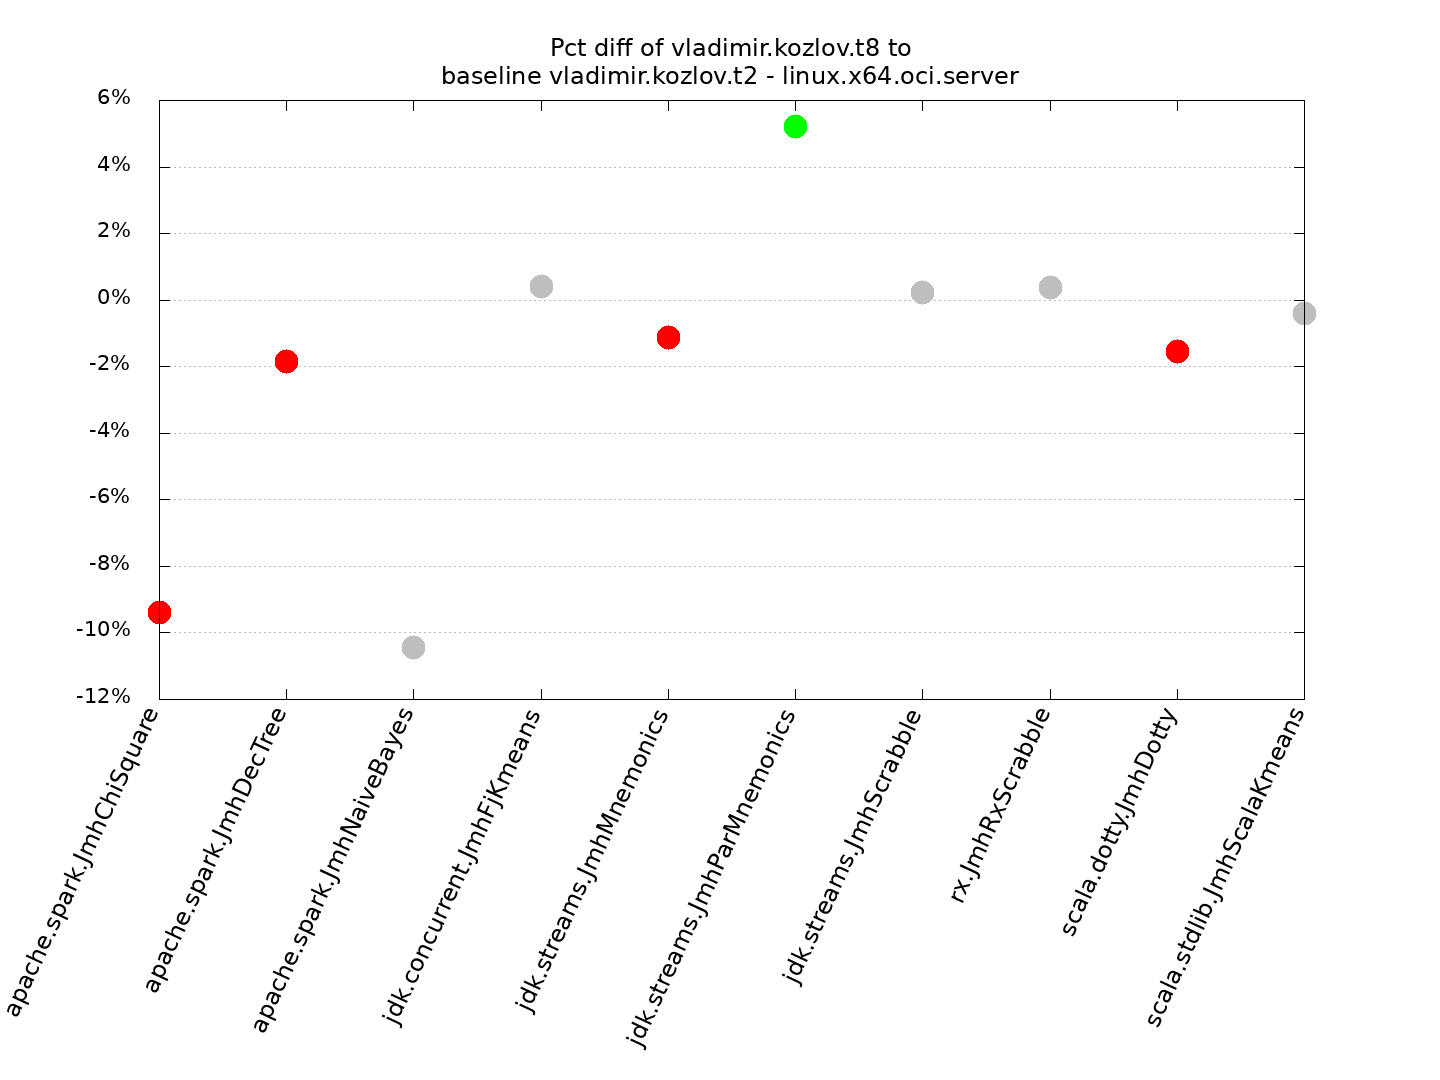 Pct diff of vladimir.kozlov.t8 to
baseline vladimir.kozlov.t2 - linux.x64.oci.server
6%
4%
2%
0%
-2%
-4%
-6%
-8%
-10%
-12%
apache.spark.JmhChiSquare
apache.spark.JmhDecTree
apache.spark.JmhNaiveBayes
jdk.concurrent.JmhFjKmeans
jdk.streams.JmhMnemonics
jdk.streams.JmhParMnemonics
jdk.streams.JmhScrabble
rx.JmhRxScrabble
scala.dotty.JmhDotty
scala.stdlib.JmhScalaKmeans